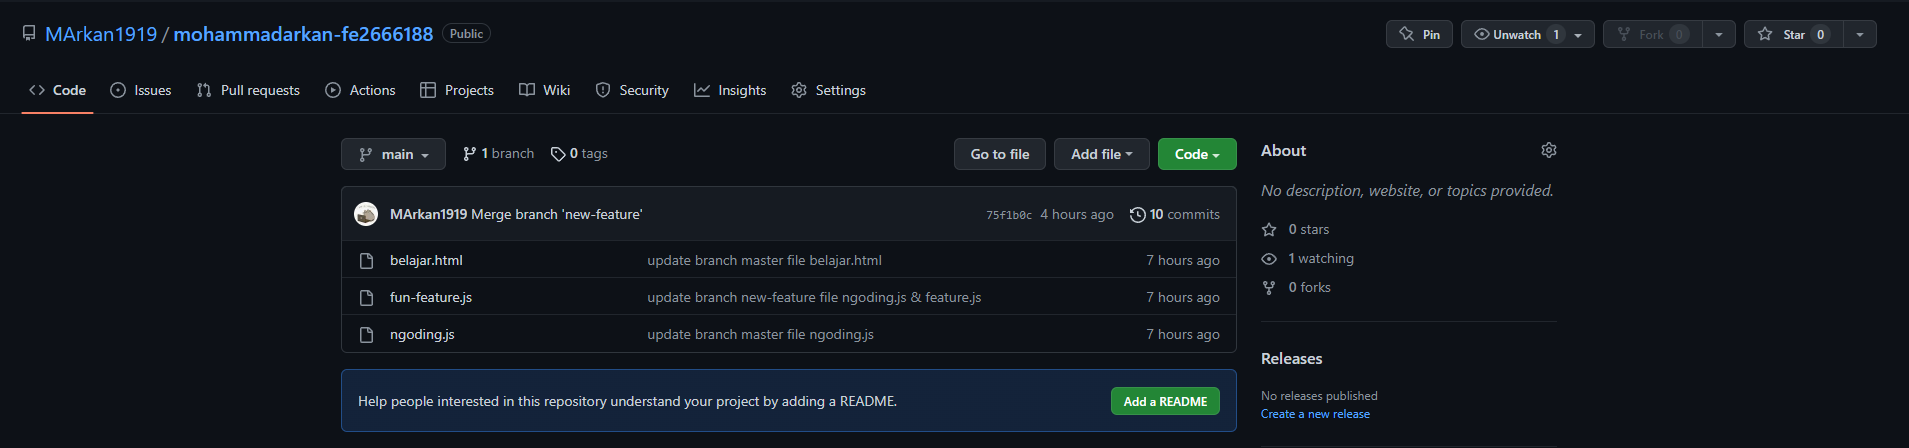 MArkan1919 / mohammadarkan-fe2666188 Public
Pin Unwatch 1 Fork 0 Star 0
Code Issues Pull requests Actions Projects Wiki Security Insights Settings
main 1 branch 0 tags Go to file Add file Code
MArkan1919 Merge branch 'new-feature' 75f1b0c 4 hours ago 10 commits
belajar.html update branch master file belajar.html 7 hours ago
fun-feature.js update branch new-feature file ngoding.js & feature.js 7 hours ago
ngoding.js update branch master file ngoding.js 7 hours ago
Help people interested in this repository understand your project by adding a README. Add a README
About
No description, website, or topics provided.
0 stars
1 watching
0 forks
Releases
No releases published
Create a new release